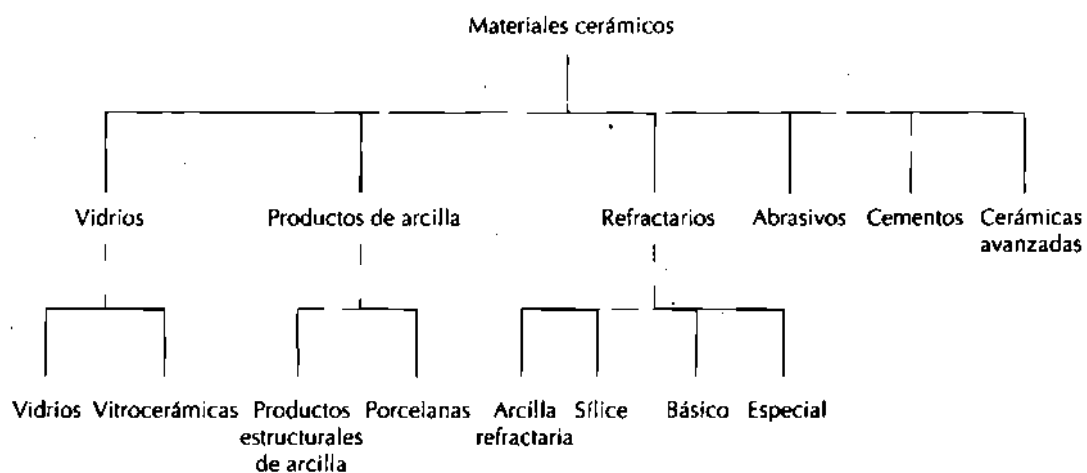 Materiales cerámicos
Vidrios
Productos de arcilla
Refractarios
Abrasivos
Cementos
Cerámicas
avanzadas
Vidrios
Vitrocerámicas
Productos
estructurales
de arcilla
Porcelanas
Arcilla
refractaria
Sílice
Básico
Especial